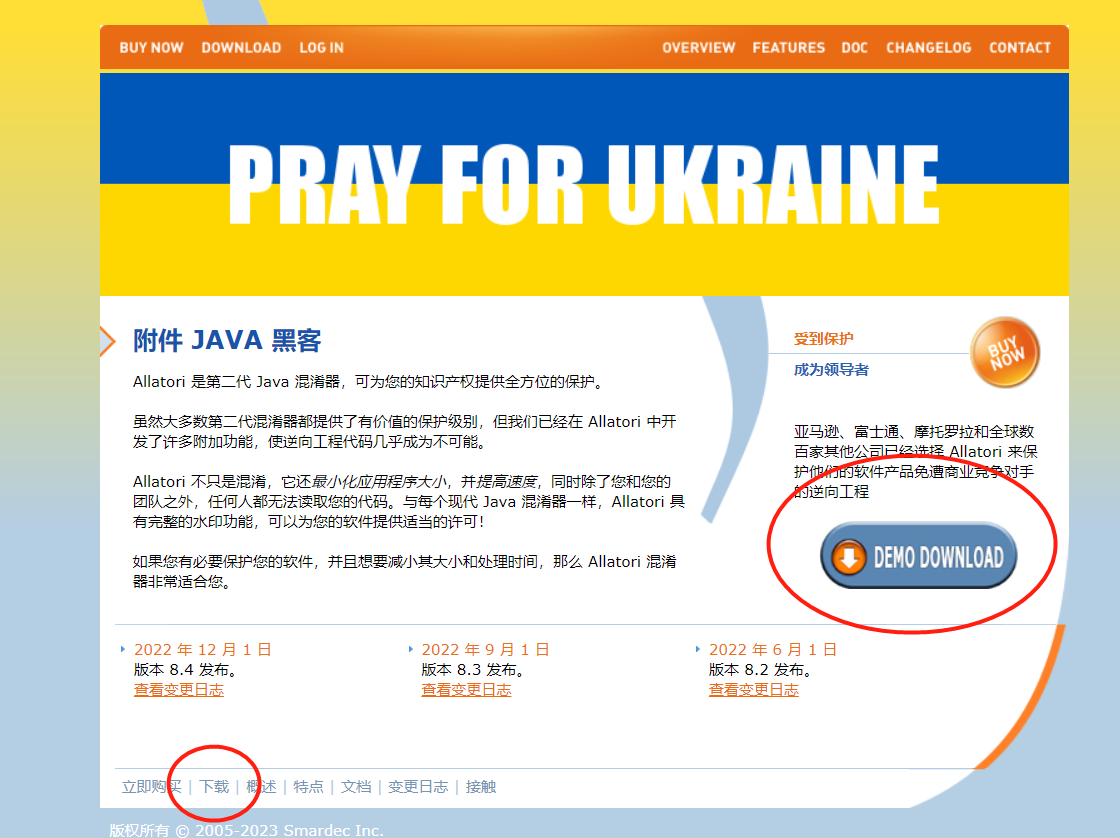 BUY NOW DOWNLOAD LOG IN OVERVIEW FEATURES DOC CHANGELOG CONTACT
PRAY FOR UKRAINE
附件 JAVA 黑客
Allatori 是第二代 Java 混淆器，可为您的知识产权提供全方位的保护。
虽然大多数第二代混淆器都提供了有价值的保护级别，但我们已经在 Allatori 中开
发了许多附加功能，使逆向工程代码几乎成为不可能。
Allatori 不只是混淆，它还最小化应用程序大小，并提高速度，同时除了您和您的
团队之外，任何人都无法读取您的代码。与每个现代 Java 混淆器一样，Allatori 具
有完整的水印功能，可以为您的软件提供适当的许可！
如果您有必要保护您的软件，并且想要减小其大小和处理时间，那么 Allatori 混淆
器非常适合您。
受到保护
成为领导者
BUY
NOW
亚马逊、富士通、摩托罗拉和全球数
百家其他公司已经选择 Allatori 来保
护他们的软件产品免遭商业竞争对手
的逆向工程
DEMO DOWNLOAD
2022 年 12 月 1 日
版本 8.4 发布。
查看变更日志
2022 年 9 月 1 日
版本 8.3 发布。
查看变更日志
2022 年 6 月 1 日
版本 8.2 发布。
查看变更日志
立即购买 | 下载 | 概述 | 特点 | 文档 | 变更日志 | 接触
版权所有 © 2005-2023 Smardec Inc.